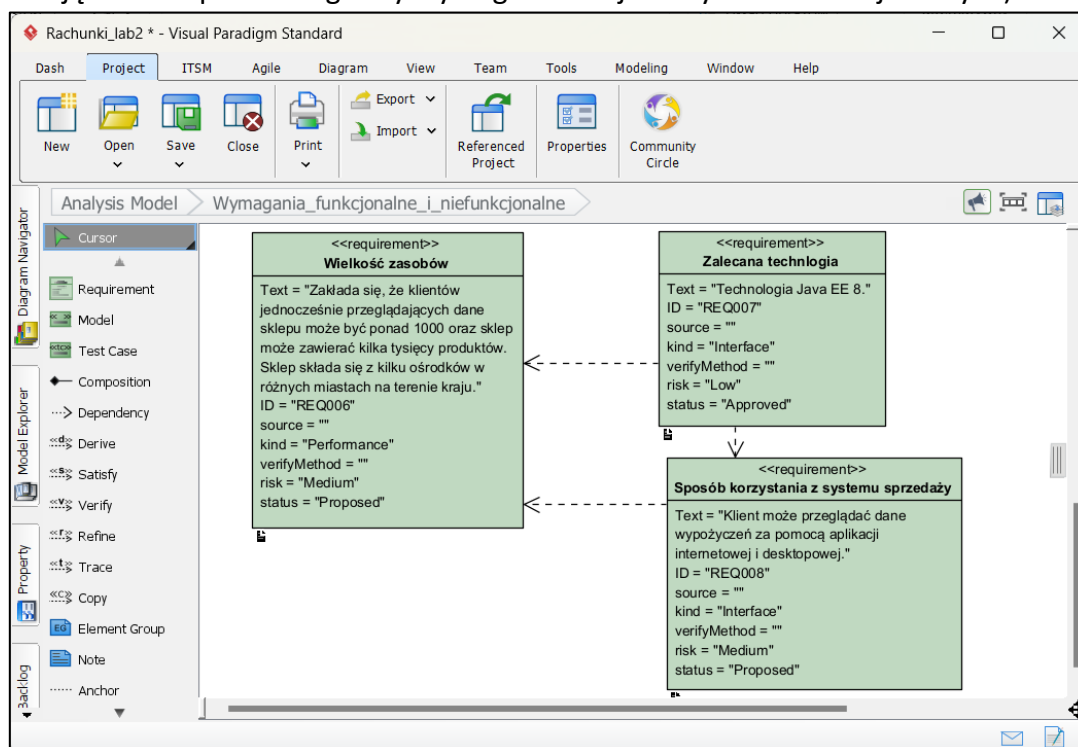 Rachunki_lab2 * - Visual Paradigm Standard
Dash Project ITSM Agile Diagram View Team Tools Modeling Window Help
New
Open
Save
Close
Print
Export
Import
Referenced
Project
Properties
Community
Circle
Analysis Model
Wymagania_funkcjonalne_i_niefunkcjonalne
Diagram Navigator
Model Explorer
Property
Backlog
Cursor
Requirement
Model
Test Case
Composition
Dependency
Derive
Satisfy
Verify
Refine
Trace
Copy
Element Group
Note
Anchor
<<requirement>>
Wielkość zasobów
Text = "Zakłada się, że klientów
jednocześnie przeglądających dane
sklepu może być ponad 1000 oraz sklep
może zawierać kilka tysięcy produktów.
Sklep składa się z kilku ośrodków w
różnych miastach na terenie kraju."
ID = "REQ006"
source = ""
kind = "Performance"
verifyMethod = ""
risk = "Medium"
status = "Proposed"
<<requirement>>
Zalecana technlogia
Text = "Technologia Java EE 8."
ID = "REQ007"
source = ""
kind = "Interface"
verifyMethod = ""
risk = "Low"
status = "Approved"
<<requirement>>
Sposób korzystania z systemu sprzedaży
Text = "Klient może przeglądać dane
wypożyczeń za pomocą aplikacji
internetowej i desktopowej."
ID = "REQ008"
source = ""
kind = "Interface"
verifyMethod = ""
risk = "Medium"
status = "Proposed"